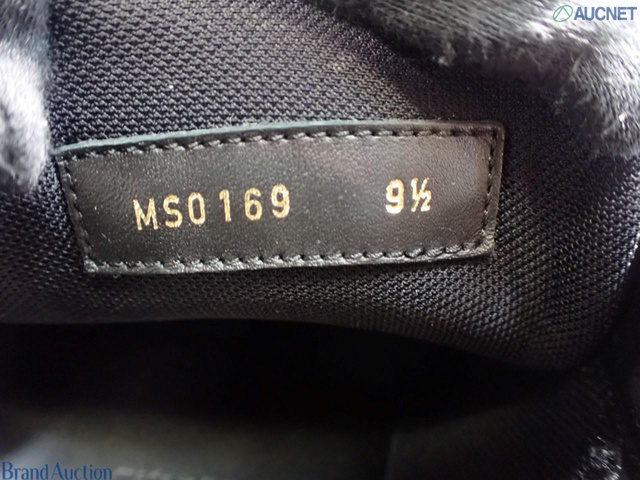 AUCNET
MS0169 9½
Brand Auction